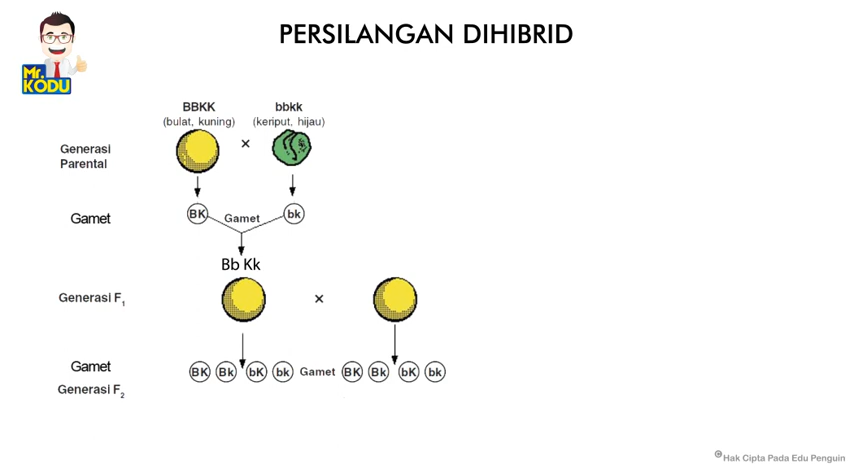 PERSILANGAN DIHIBRID
Mr.
KODU
BBKK
bbkk
(bulat, kuning)
(keriput, hijau)
×
Generasi
Parental
Gamet
BK
Gamet
bk
Bb Kk
Generasi F₁
×
Gamet
BK Bk bK bk Gamet BK Bk bK bk
Generasi F₂
© Hak Cipta Pada Edu Penguin